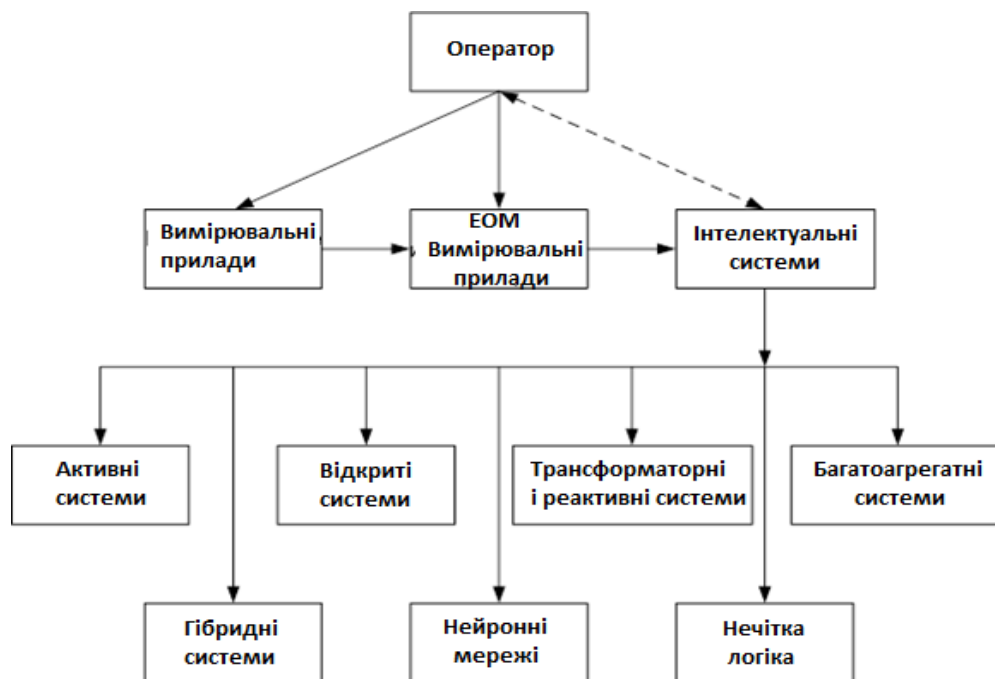 Оператор
Вимірювальні
прилади
ЕОМ
Вимірювальні
прилади
Інтелектуальні
системи
Активні
системи
Відкриті
системи
Трансформаторні
і реактивні системи
Багатоагрегатні
системи
Гібридні
системи
Нейронні
мережі
Нечітка
логіка